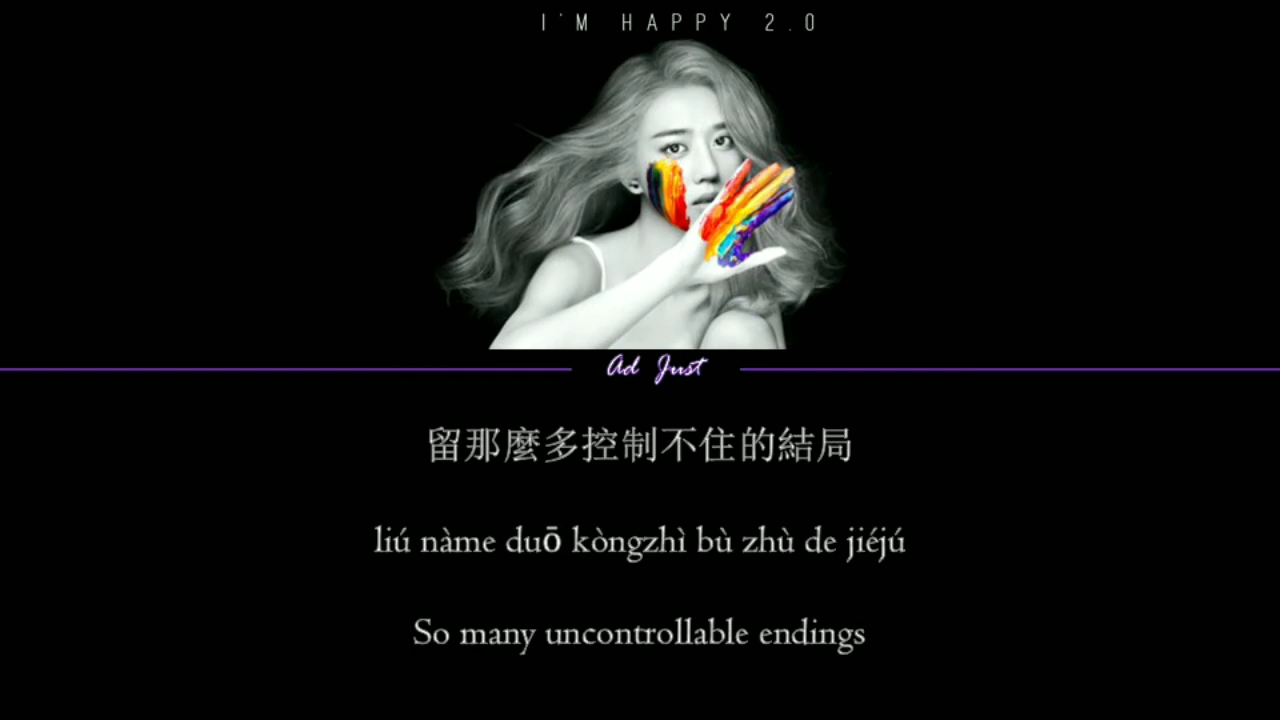 I'M HAPPY 2.0
Ad Just
留那麼多控制不住的結局
liú nàme duō kòngzhì bù zhù de jiéjú
So many uncontrollable endings